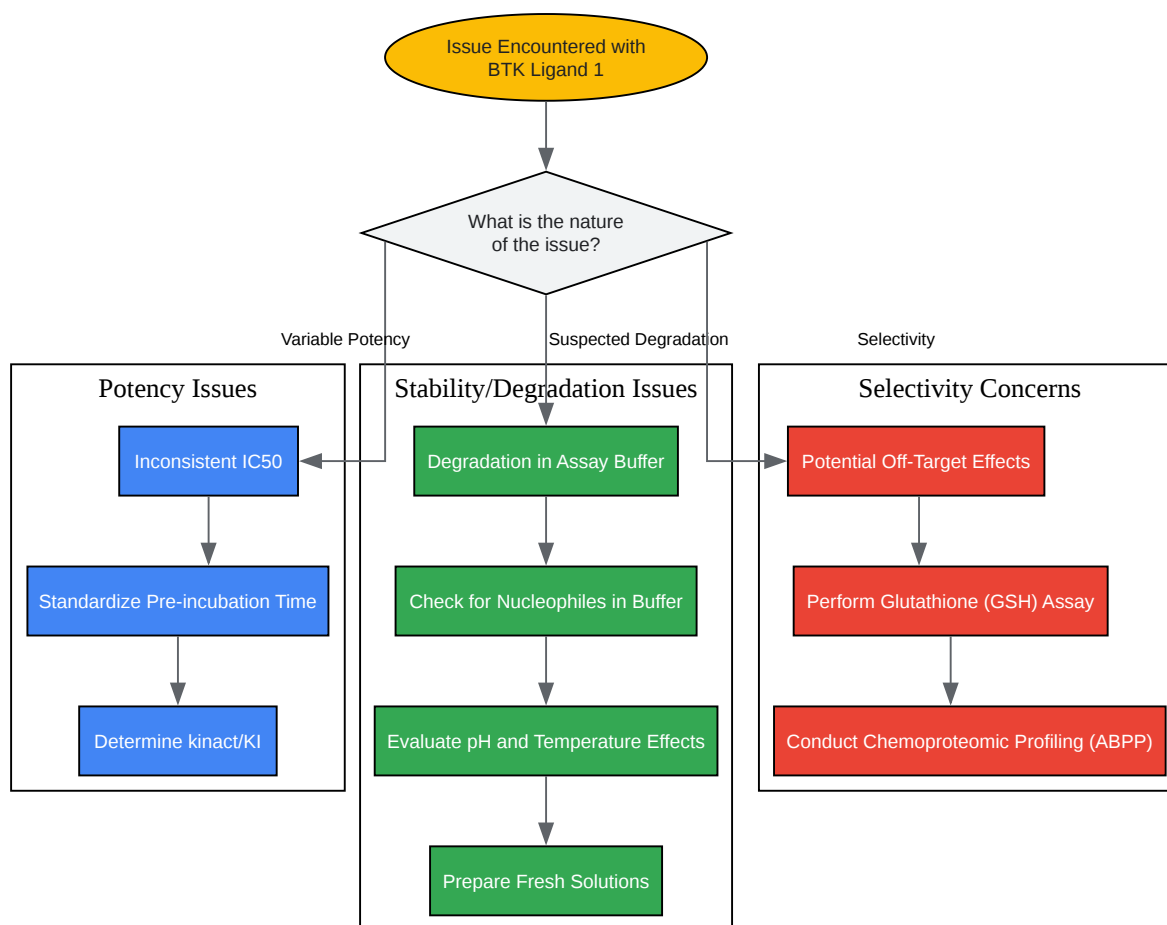 Issue Encountered with
BTK Ligand 1
What is the nature
of the issue?
Variable Potency
Suspected Degradation
Selectivity
Potency Issues
Inconsistent IC50
Standardize Pre-incubation Time
Determine kinact/KI
Stability/Degradation Issues
Degradation in Assay Buffer
Check for Nucleophiles in Buffer
Evaluate pH and Temperature Effects
Prepare Fresh Solutions
Selectivity Concerns
Potential Off-Target Effects
Perform Glutathione (GSH) Assay
Conduct Chemoproteomic Profiling (ABPP)